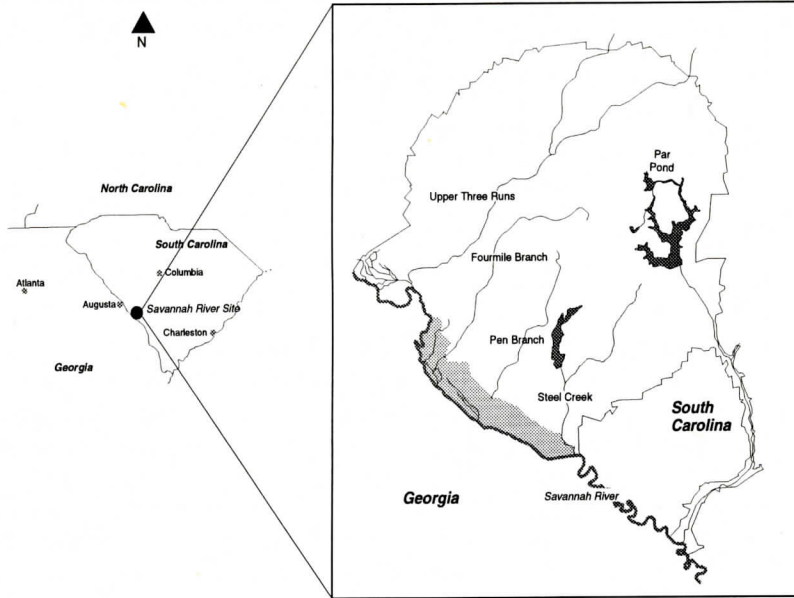 N
North Carolina
South Carolina
Columbia
Atlanta
Augusta
Savannah River Site
Charleston
Georgia
Par
Pond
Upper Three Runs
Fourmile Branch
Pen Branch
Steel Creek
South
Carolina
Georgia
Savannah River